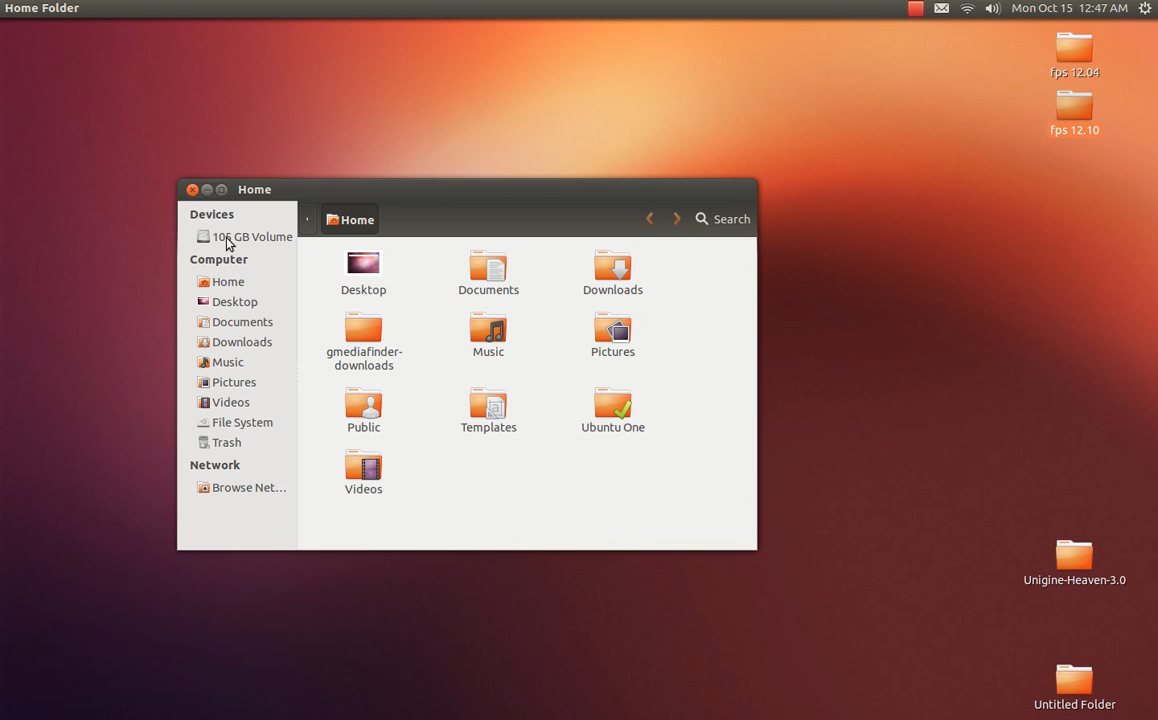 Home Folder
Mon Oct 15 12:47 AM
fps 12.04
fps 12.10
Home
Devices
105 GB Volume
Computer
Home
Desktop
Documents
Downloads
Music
Pictures
Videos
File System
Trash
Network
Browse Net...
Home
Search
Desktop
Documents
Downloads
gmediafinder-
downloads
Music
Pictures
Public
Templates
Ubuntu One
Videos
Unigine-Heaven-3.0
Untitled Folder